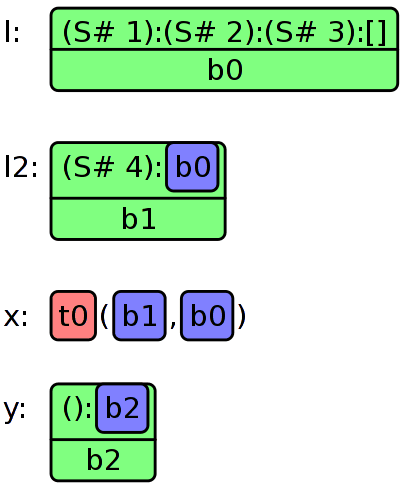 l: (S# 1):(S# 2):(S# 3):[]
b0
l2: (S# 4): b0
b1
x: t0 ( b1 , b0 )
y: (): b2
b2